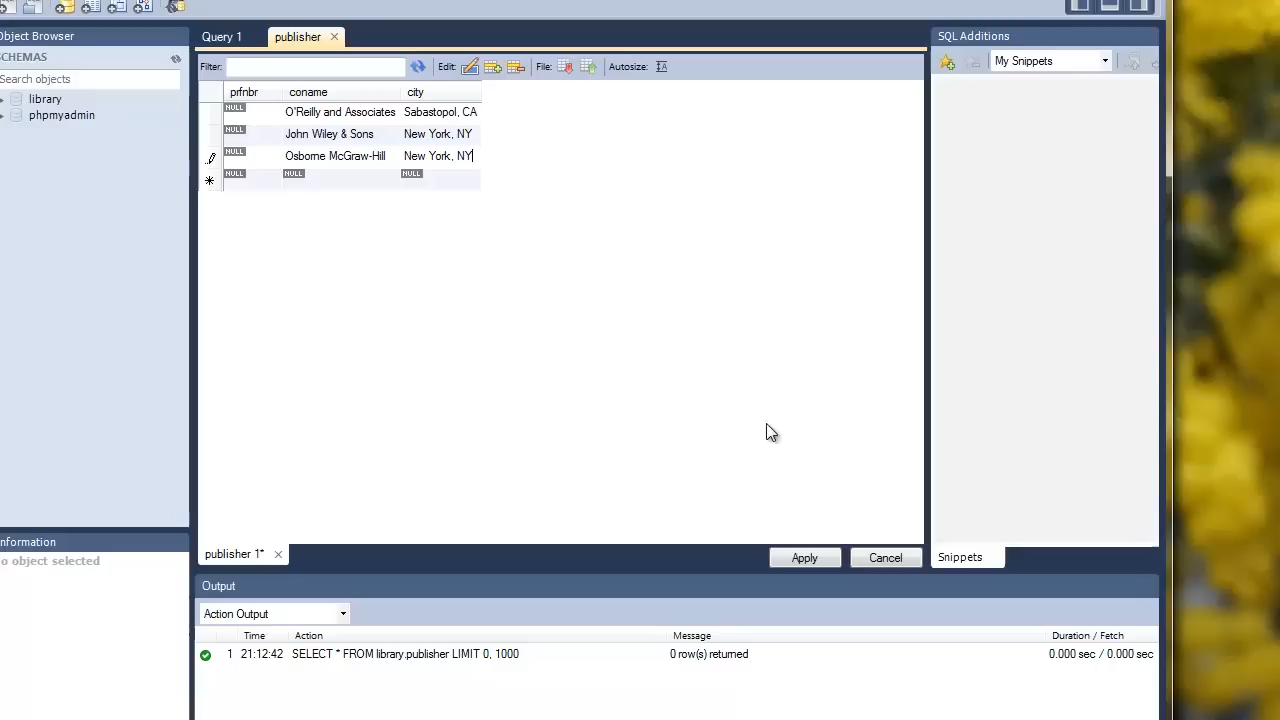 Object Browser
SCHEMAS
Search objects
library
phpmyadmin
nformation
o object selected
Query 1
publisher
Filter:
Edit:
File:
Autosize:
prfnbr coname city
NULL O'Reilly and Associates Sabastopol, CA
NULL John Wiley & Sons New York, NY
NULL Osborne McGraw-Hill New York, NY
NULL NULL NULL
publisher 1*
Apply
Cancel
SQL Additions
My Snippets
Snippets
Output
Action Output
Time Action Message Duration / Fetch
1 21:12:42 SELECT * FROM library.publisher LIMIT 0, 1000 0 row(s) returned 0.000 sec / 0.000 sec